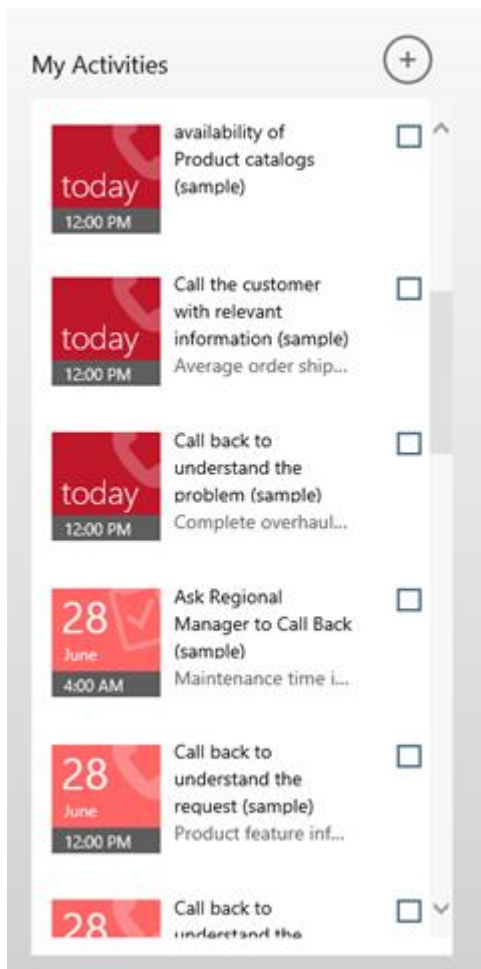 My Activities
availability of
Product catalogs
(sample)
today
12:00 PM
Call the customer
with relevant
information (sample)
Average order ship...
today
12:00 PM
Call back to
understand the
problem (sample)
Complete overhaul...
today
12:00 PM
Ask Regional
Manager to Call Back
(sample)
Maintenance time i...
28
June
4:00 AM
Call back to
understand the
request (sample)
Product feature inf...
28
June
12:00 PM
Call back to
understand the
28